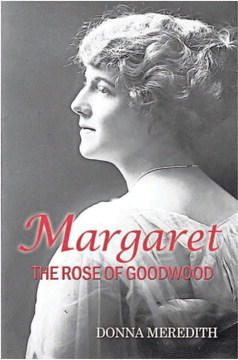 Margaret
THE ROSE OF GOODWOOD
DONNA MEREDITH